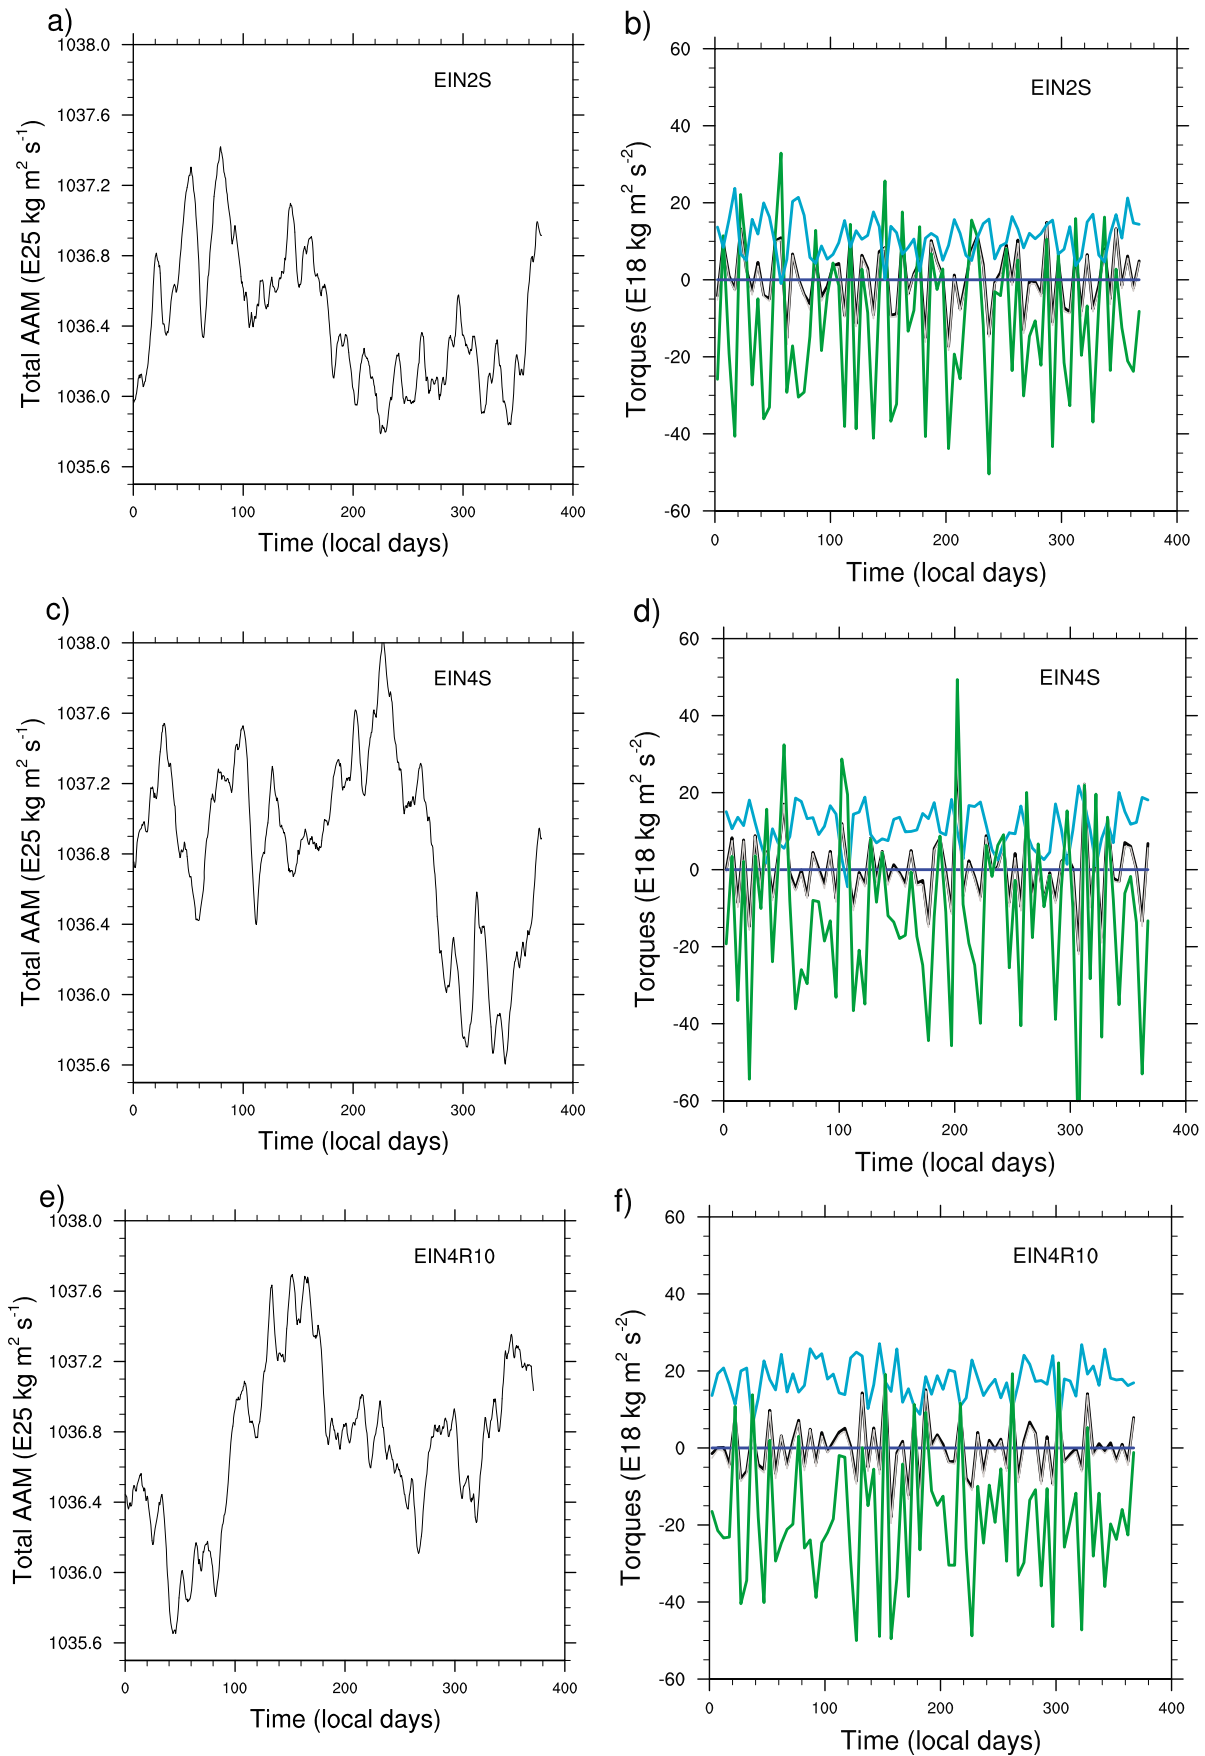 a)
1038.0
1037.6
1037.2
1036.8
1036.4
1036.0
1035.6
Total AAM (E25 kg m² s⁻¹)
EIN2S
0 100 200 300 400
Time (local days)
b)
60
40
20
0
-20
-40
-60
Torques (E18 kg m² s⁻²)
EIN2S
0 100 200 300 400
Time (local days)
c)
1038.0
1037.6
1037.2
1036.8
1036.4
1036.0
1035.6
Total AAM (E25 kg m² s⁻¹)
EIN4S
0 100 200 300 400
Time (local days)
d)
60
40
20
0
-20
-40
-60
Torques (E18 kg m² s⁻²)
EIN4S
0 100 200 300 400
Time (local days)
e)
1038.0
1037.6
1037.2
1036.8
1036.4
1036.0
1035.6
Total AAM (E25 kg m² s⁻¹)
EIN4R10
0 100 200 300 400
Time (local days)
f)
60
40
20
0
-20
-40
-60
Torques (E18 kg m² s⁻²)
EIN4R10
0 100 200 300 400
Time (local days)